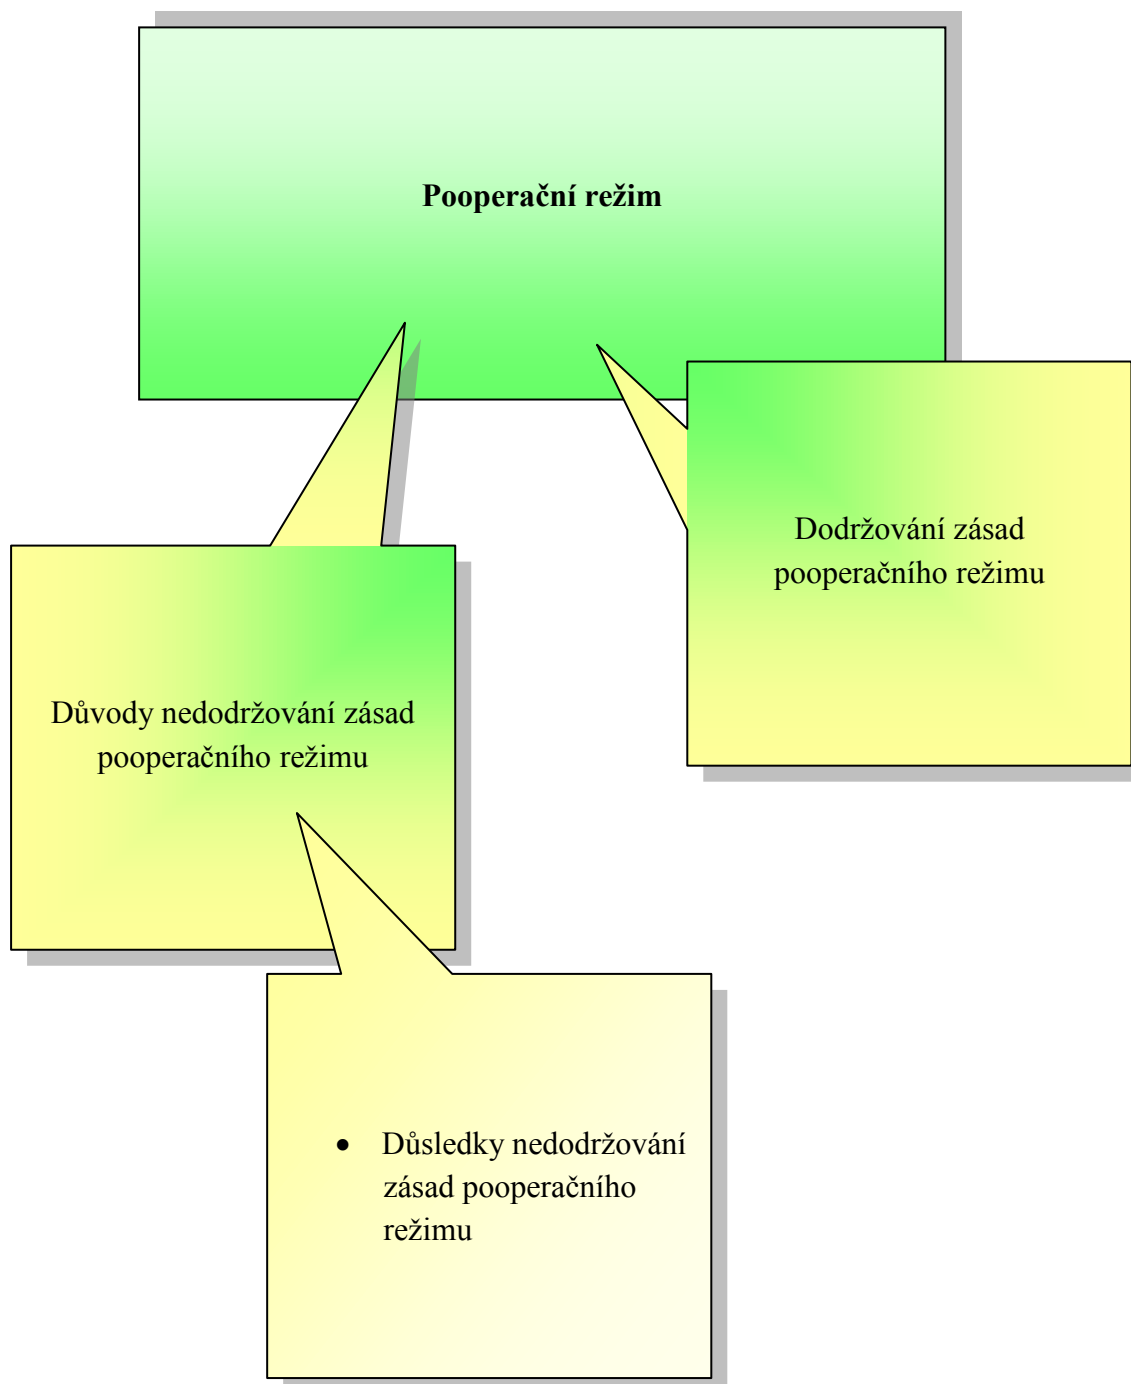 Pooperační režim
Dodržování zásad
pooperačního režimu
Důvody nedodržování zásad
pooperačního režimu
• Důsledky nedodržování
zásad pooperačního
režimu